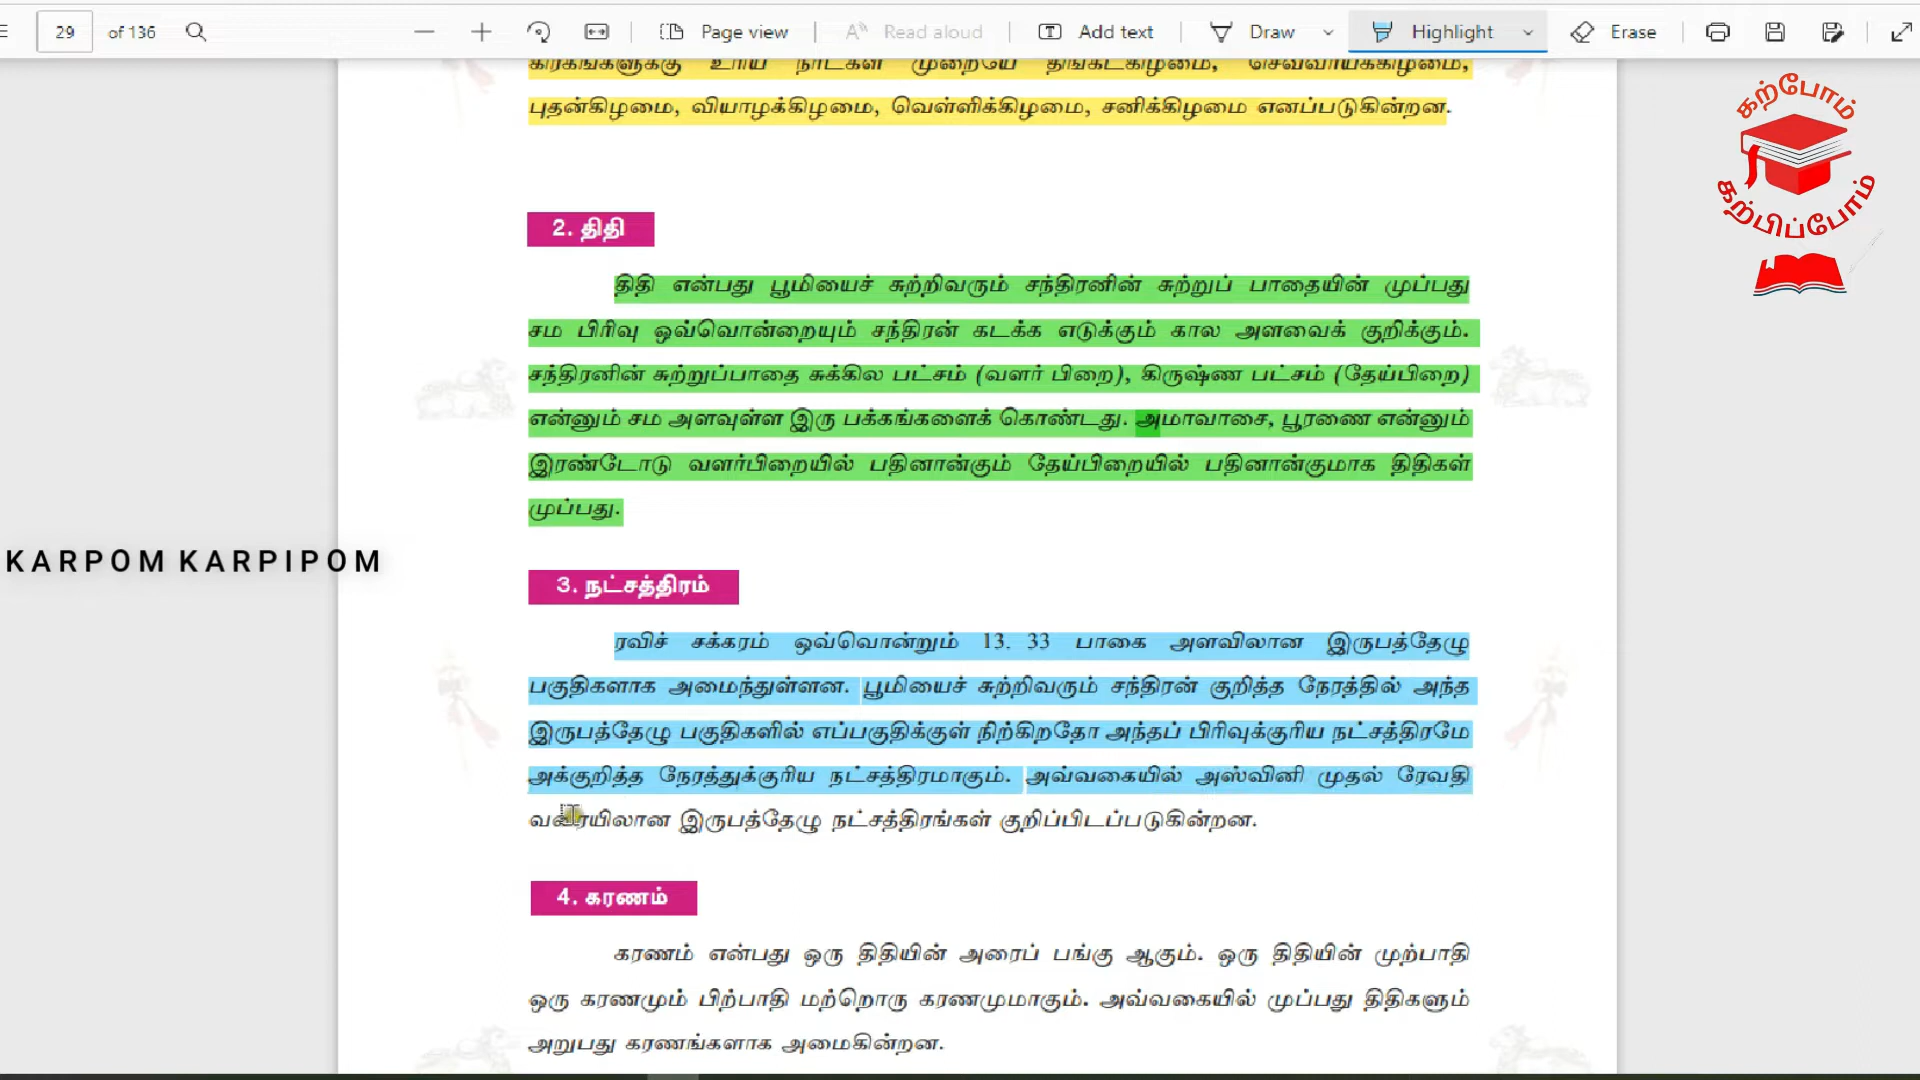 29 of 136 Page view Read aloud Add text Draw Highlight Erase
கிரகங்களுக்கு உரிய நாட்கள் முறையே திங்கட்கிழமை, செவ்வாய்க்கிழமை,
புதன்கிழமை, வியாழக்கிழமை, வெள்ளிக்கிழமை, சனிக்கிழமை எனப்படுகின்றன.
கற்போம்
கற்பிப்போம்
2. திதி
திதி என்பது பூமியைச் சுற்றிவரும் சந்திரனின் சுற்றுப் பாதையின் முப்பது
சம பிரிவு ஒவ்வொன்றையும் சந்திரன் கடக்க எடுக்கும் கால அளவைக் குறிக்கும்.
சந்திரனின் சுற்றுப்பாதை சுக்கில பட்சம் (வளர் பிறை), கிருஷ்ண பட்சம் (தேய்பிறை)
என்னும் சம அளவுள்ள இரு பக்கங்களைக் கொண்டது. அமாவாசை, பூரணை என்னும்
இரண்டோடு வளர்பிறையில் பதினான்கும் தேய்பிறையில் பதினான்குமாக திதிகள்
முப்பது.
KARPOM KARPIPOM
3. நட்சத்திரம்
ரவிச் சக்கரம் ஒவ்வொன்றும் 13. 33 பாகை அளவிலான இருபத்தேழு
பகுதிகளாக அமைந்துள்ளன. பூமியைச் சுற்றிவரும் சந்திரன் குறித்த நேரத்தில் அந்த
இருபத்தேழு பகுதிகளில் எப்பகுதிக்குள் நிற்கிறதோ அந்தப் பிரிவுக்குரிய நட்சத்திரமே
அக்குறித்த நேரத்துக்குரிய நட்சத்திரமாகும். அவ்வகையில் அஸ்வினி முதல் ரேவதி
வரையிலான இருபத்தேழு நட்சத்திரங்கள் குறிப்பிடப்படுகின்றன.
4. கரணம்
கரணம் என்பது ஒரு திதியின் அரைப் பங்கு ஆகும். ஒரு திதியின் முற்பாதி
ஒரு கரணமும் பிற்பாதி மற்றொரு கரணமுமாகும். அவ்வகையில் முப்பது திதிகளும்
அறுபது கரணங்களாக அமைகின்றன.